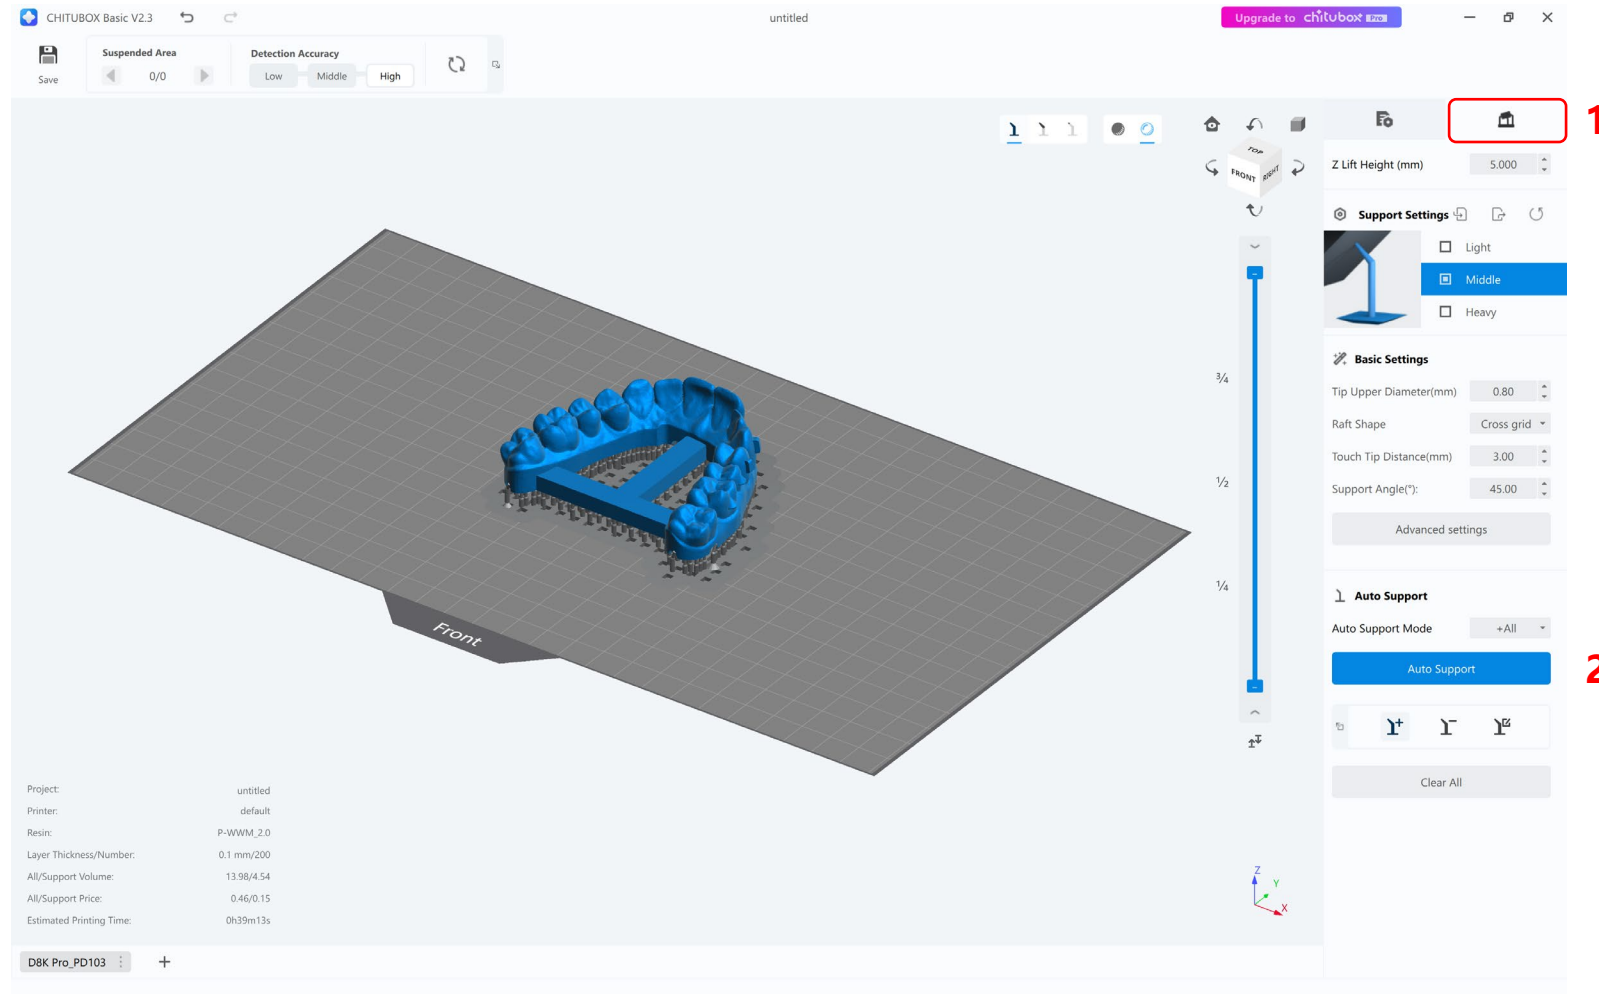 CHITUBOX Basic V2.3
untitled
Upgrade to chitubox Pro
Save
Suspended Area
0/0
Detection Accuracy
Low Middle High
1
TOP
FRONT RIGHT
Z Lift Height (mm) 5.000
Support Settings
Light
Middle
Heavy
Basic Settings
Tip Upper Diameter(mm) 0.80
Raft Shape Cross grid
Touch Tip Distance(mm) 3.00
Support Angle(°): 45.00
Advanced settings
3/4
1/2
1/4
Auto Support
Auto Support Mode +All
Auto Support
2
Clear All
Front
Project: untitled
Printer: default
Resin: P-WWM_2.0
Layer Thickness/Number: 0.1 mm/200
All/Support Volume: 13.98/4.54
All/Support Price: 0.46/0.15
Estimated Printing Time: 0h39m13s
Z
Y
X
D8K Pro_PD103